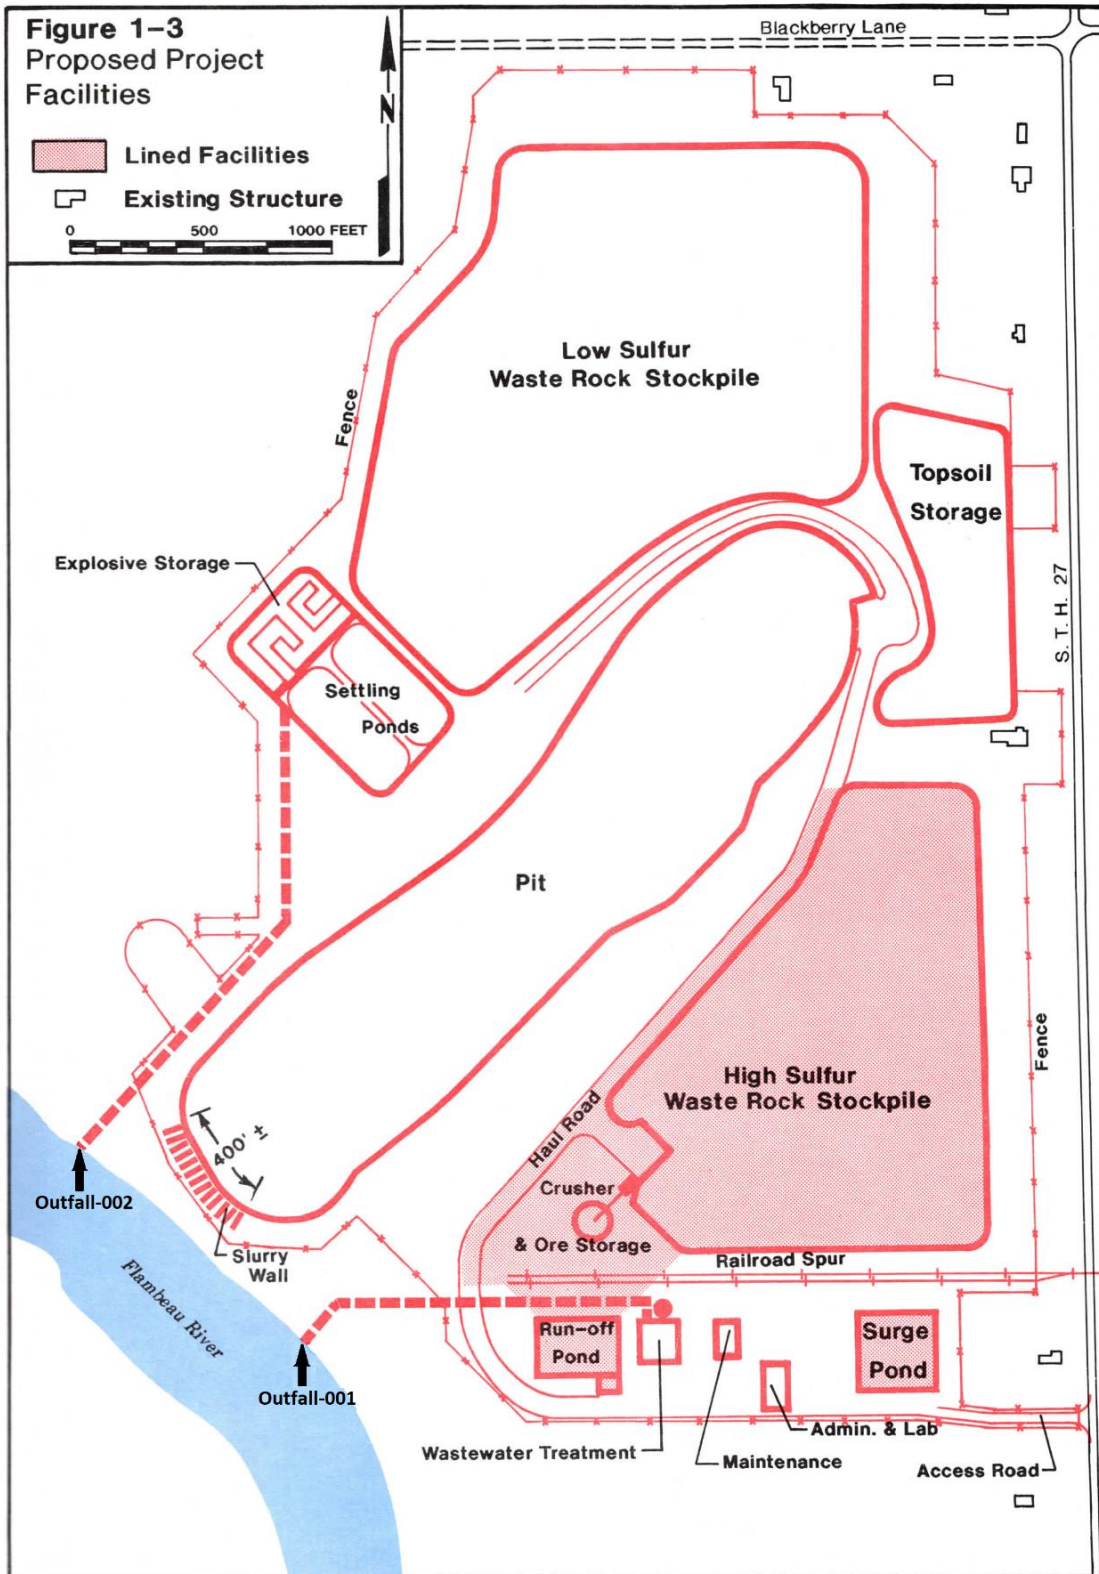 Figure 1-3
Proposed Project
Facilities
N
Lined Facilities
Existing Structure
0 500 1000 FEET
Blackberry Lane
Low Sulfur
Waste Rock Stockpile
Fence
Topsoil
Storage
Explosive Storage
S.T.H. 27
Settling
Ponds
Pit
Fence
High Sulfur
Waste Rock Stockpile
Haul Road
400' ±
Crusher
& Ore Storage
Outfall-002
Slurry
Wall
Railroad Spur
Flambeau River
Run-off
Pond
Surge
Pond
Outfall-001
Admin. & Lab
Wastewater Treatment
Maintenance
Access Road